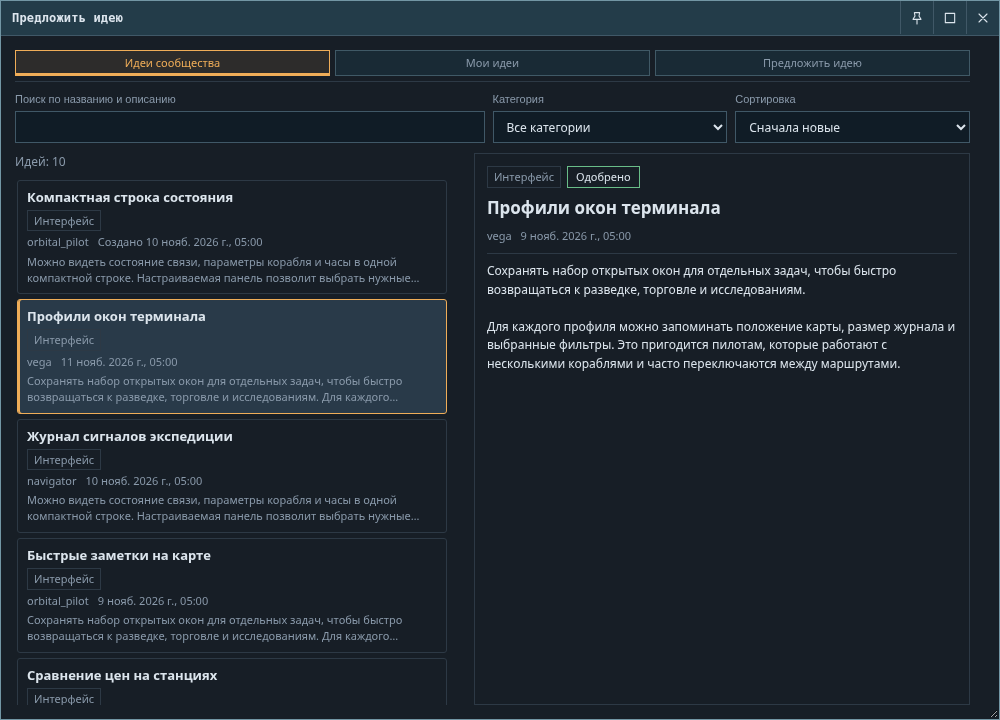 Предложить идею
Идеи сообщества
Мои идеи
Предложить идею
Поиск по названию и описанию
Категория
Сортировка
Все категории
Сначала новые
Идей: 10
Компактная строка состояния
Интерфейс
orbital_pilot Создано 10 нояб. 2026 г., 05:00
Можно видеть состояние связи, параметры корабля и часы в одной
компактной строке. Настраиваемая панель позволит выбрать нужные...
Профили окон терминала
Интерфейс
vega 11 нояб. 2026 г., 05:00
Сохранять набор открытых окон для отдельных задач, чтобы быстро
возвращаться к разведке, торговле и исследованиям. Для каждого...
Журнал сигналов экспедиции
Интерфейс
navigator 10 нояб. 2026 г., 05:00
Можно видеть состояние связи, параметры корабля и часы в одной
компактной строке. Настраиваемая панель позволит выбрать нужные...
Быстрые заметки на карте
Интерфейс
orbital_pilot 9 нояб. 2026 г., 05:00
Сохранять набор открытых окон для отдельных задач, чтобы быстро
возвращаться к разведке, торговле и исследованиям. Для каждого...
Сравнение цен на станциях
Интерфейс
Интерфейс
Одобрено
Профили окон терминала
vega 9 нояб. 2026 г., 05:00
Сохранять набор открытых окон для отдельных задач, чтобы быстро
возвращаться к разведке, торговле и исследованиям.
Для каждого профиля можно запоминать положение карты, размер журнала и
выбранные фильтры. Это пригодится пилотам, которые работают с
несколькими кораблями и часто переключаются между маршрутами.